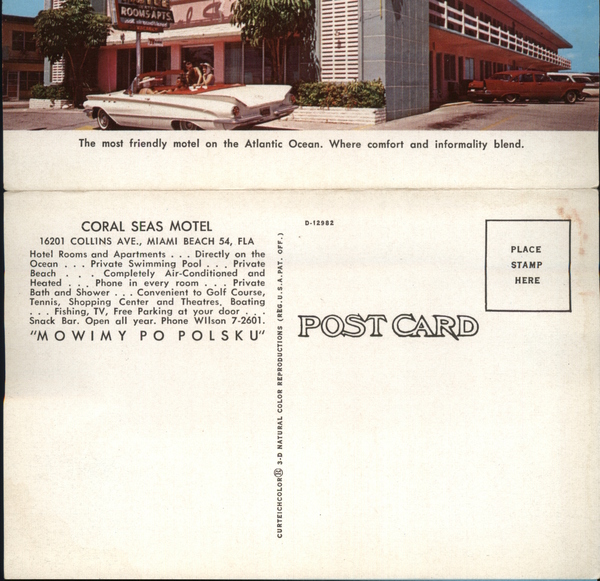 ROOMS APTS
The most friendly motel on the Atlantic Ocean. Where comfort and informality blend.
CORAL SEAS MOTEL
16201 COLLINS AVE., MIAMI BEACH 54, FLA
Hotel Rooms and Apartments . . . Directly on the
Ocean . . . Private Swimming Pool . . . Private
Beach . . . Completely Air-Conditioned and
Heated . . . Phone in every room . . . Private
Bath and Shower . . . Convenient to Golf Course,
Tennis, Shopping Center and Theatres, Boating
. . . Fishing, TV, Free Parking at your door . . .
Snack Bar. Open all year. Phone WIlson 7-2601.
"MOWIMY PO POLSKU"
CURTEICHCOLOR® 3-D NATURAL COLOR REPRODUCTIONS (REG. U.S.A. PAT. OFF.)
D-12982
POST CARD
PLACE
STAMP
HERE